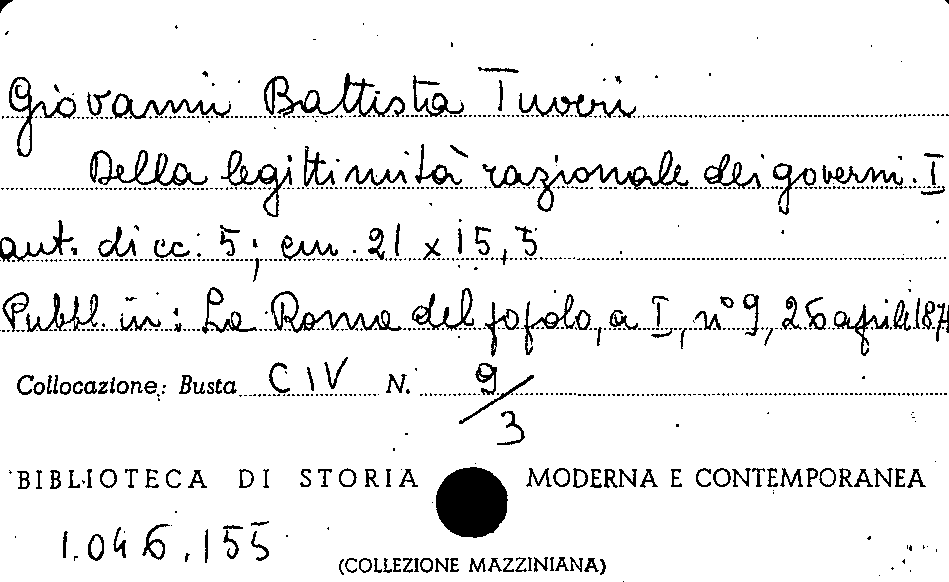 Giovanni Battista Tuveri
Della legittimità razionale dei governi. I
aut. di cc. 5; cm. 21 x 15,5
Pubbl. in: La Roma del popolo, a I, n° 9, 26 aprile 187
Collocazione: Busta CIV N. 9/3
BIBLIOTECA DI STORIA MODERNA E CONTEMPORANEA
1.046.155
(COLLEZIONE MAZZINIANA)